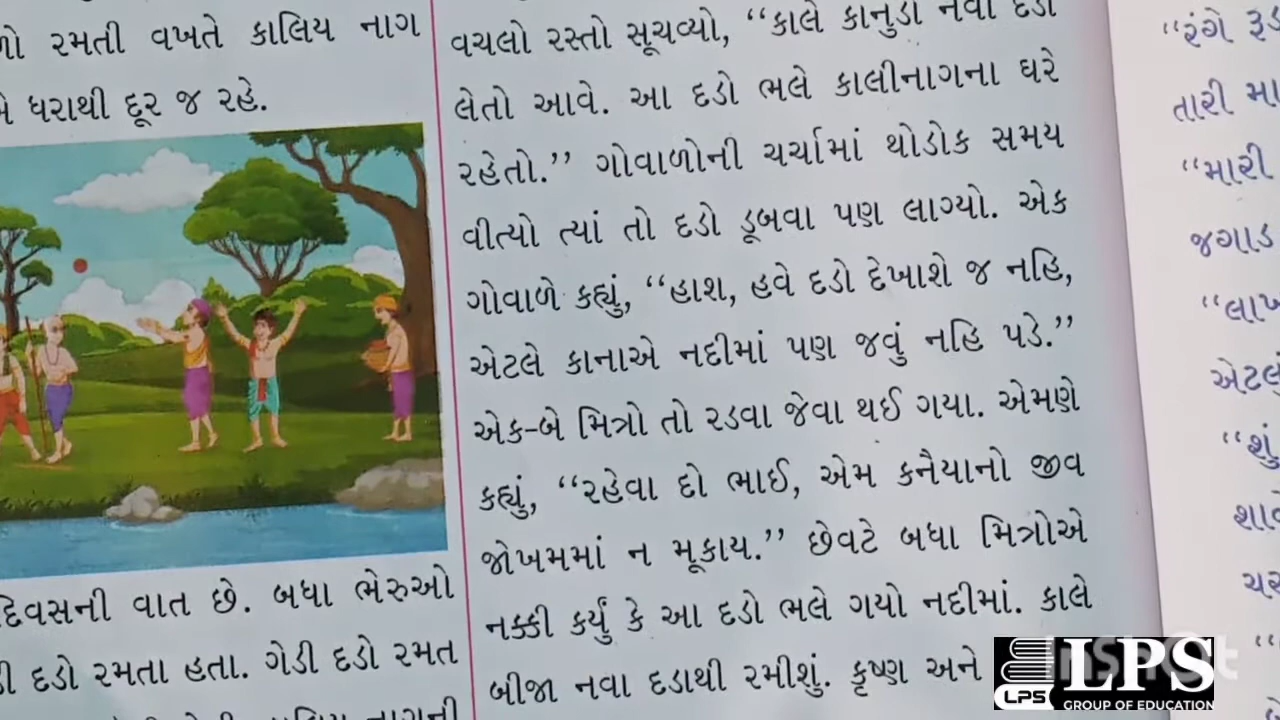 રમતી વખતે કાલિય નાગ
ધરાથી દૂર જ રહે.
દિવસની વાત છે. બધા ભેરુઓ
દડો રમતા હતા. ગેડી દડો રમત
વચલો રસ્તો સૂચવ્યો, “કાલે કાનુડો નવો દડો
લેતો આવે. આ દડો ભલે કાલીનાગના ઘરે
રહેતો.” ગોવાળોની ચર્ચામાં થોડોક સમય
વીત્યો ત્યાં તો દડો ડૂબવા પણ લાગ્યો. એક
ગોવાળે કહ્યું, “હાશ, હવે દડો દેખાશે જ નહિ,
એટલે કાનાએ નદીમાં પણ જવું નહિ પડે.”
એક-બે મિત્રો તો રડવા જેવા થઈ ગયા. એમણે
કહ્યું, “રહેવા દો ભાઈ, એમ કનૈયાનો જીવ
જોખમમાં ન મૂકાય.” છેવટે બધા મિત્રોએ
નક્કી કર્યું કે આ દડો ભલે ગયો નદીમાં. કાલે
બીજા નવા દડાથી રમીશું. કૃષ્ણ અને
“રંગે
તારી
“મારી
જગાડ
“શું
LPS
LPS
GROUP OF EDUCATION